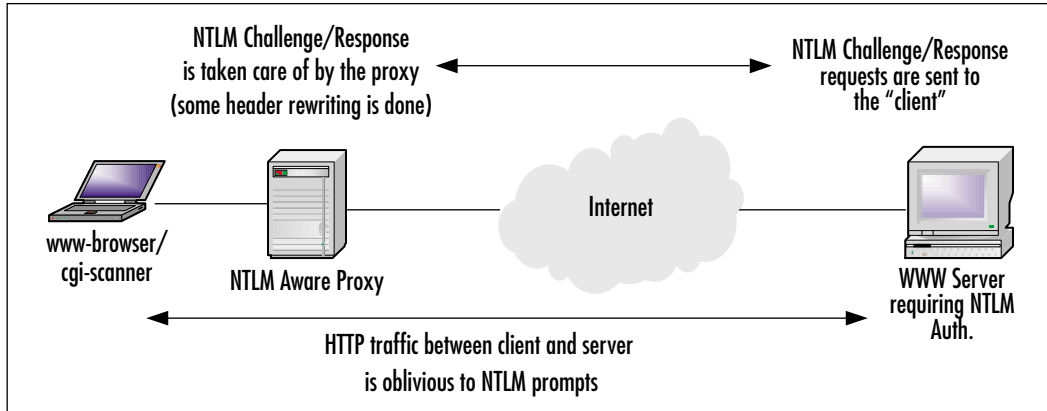 NTLM Challenge/Response
is taken care of by the proxy
(some header rewriting is done)
NTLM Challenge/Response
requests are sent to
the “client”
Internet
www-browser/
cgi-scanner
NTLM Aware Proxy
WWW Server
requiring NTLM
Auth.
HTTP traffic between client and server
is oblivious to NTLM prompts